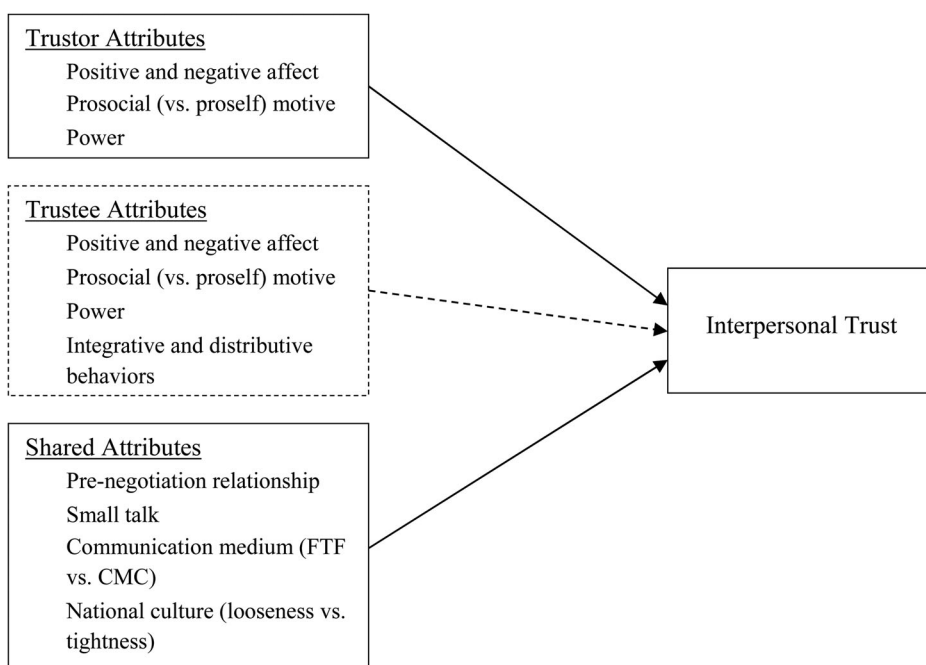 Trustor Attributes
Positive and negative affect
Prosocial (vs. proself) motive
Power
Trustee Attributes
Positive and negative affect
Prosocial (vs. proself) motive
Power
Integrative and distributive
behaviors
Shared Attributes
Pre-negotiation relationship
Small talk
Communication medium (FTF
vs. CMC)
National culture (looseness vs.
tightness)
Interpersonal Trust